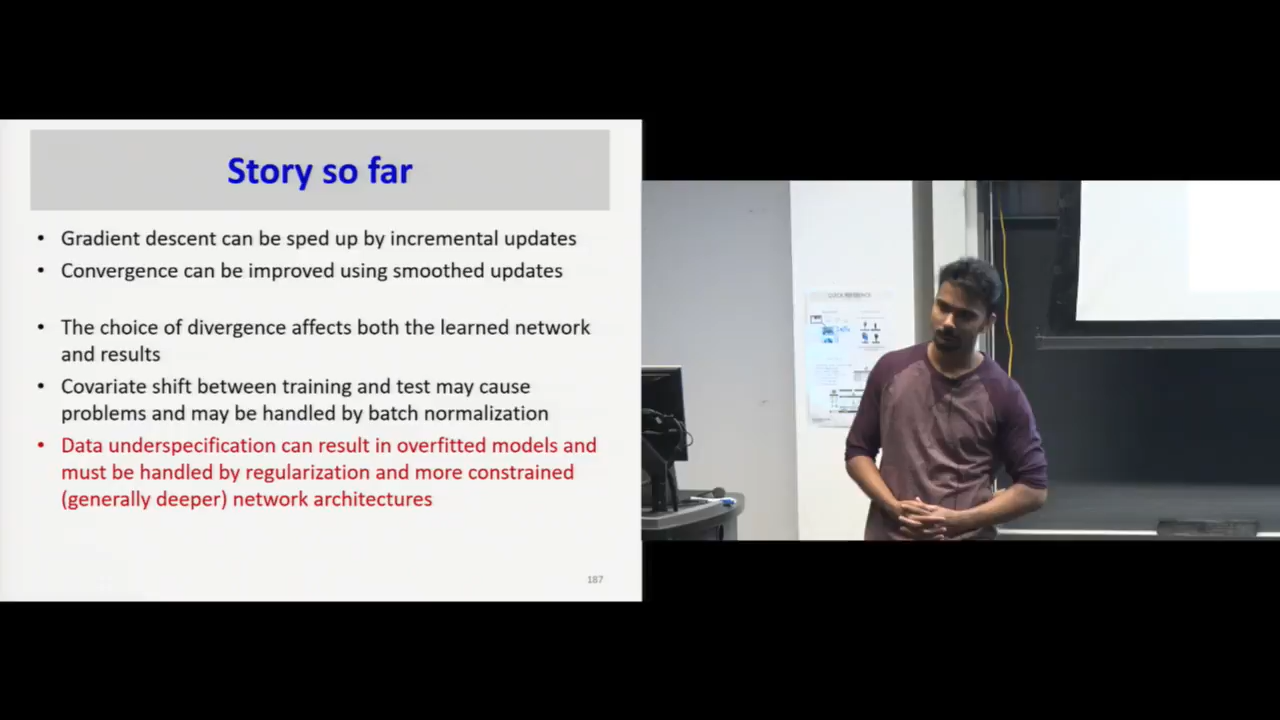 Story so far
• Gradient descent can be sped up by incremental updates
• Convergence can be improved using smoothed updates
• The choice of divergence affects both the learned network
and results
• Covariate shift between training and test may cause
problems and may be handled by batch normalization
• Data underspecification can result in overfitted models and
must be handled by regularization and more constrained
(generally deeper) network architectures
187